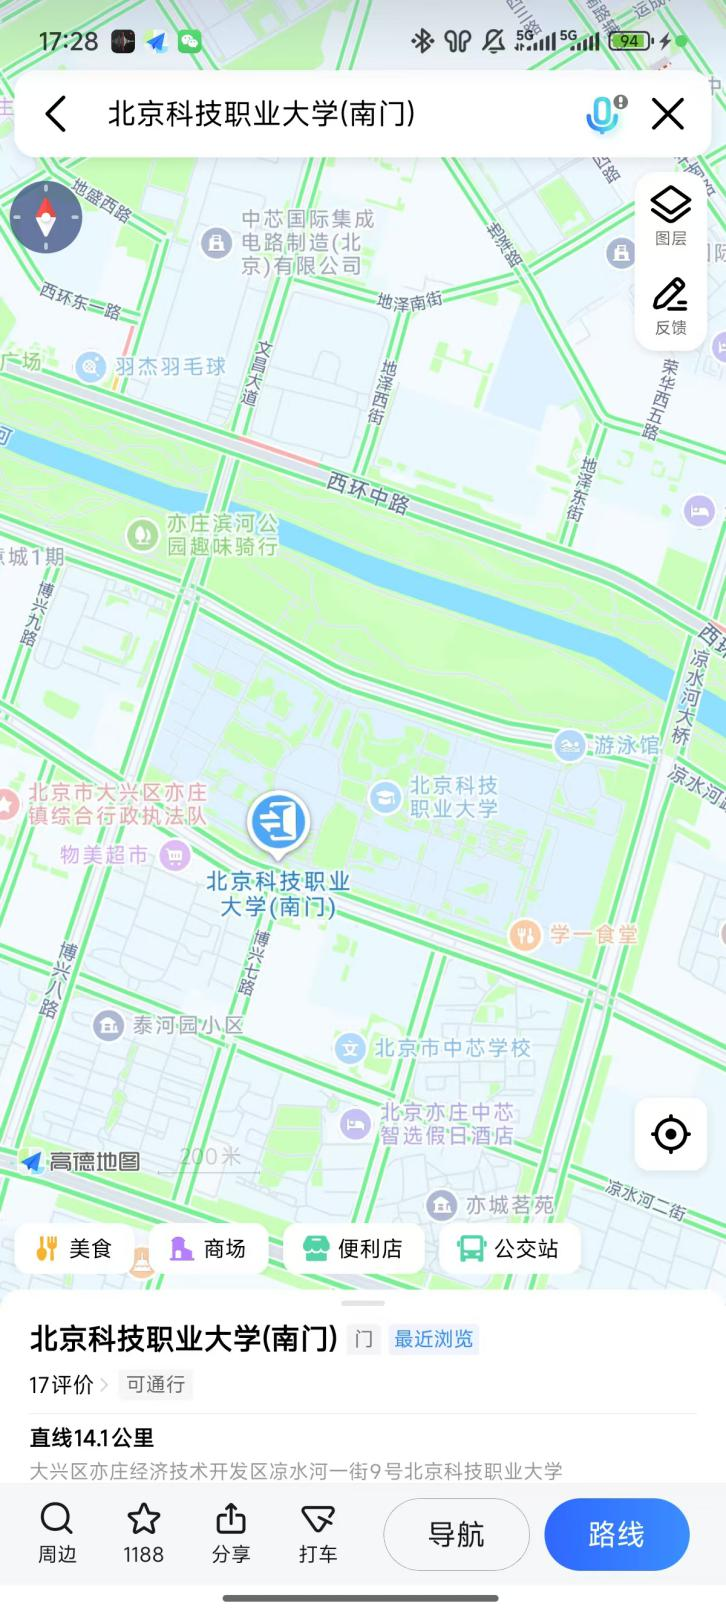 17:28
5G
5G
94
北京科技职业大学(南门)
地盛西路
中芯国际集成
电路制造(北
京)有限公司
图层
反馈
地泽路
西环东一路
地泽南街
广场
羽杰羽毛球
文昌大道
地泽西街
荣华西五路
西环中路
地泽东街
河
亦庄滨河公
园趣味骑行
城1期
博兴九路
凉水河大桥
游泳馆
北京市大兴区亦庄
镇综合行政执法队
北京科技
职业大学
物美超市
北京科技职业
大学(南门)
学一食堂
博兴七路
博兴八路
泰河园小区
北京市中芯学校
北京亦庄中芯
智选假日酒店
高德地图
200米
亦城茗苑
凉水河二街
美食
商场
便利店
公交站
北京科技职业大学(南门) 门 最近浏览
17评价 可通行
直线14.1公里
大兴区亦庄经济技术开发区凉水河一街9号北京科技职业大学
周边
1188
分享
打车
导航
路线